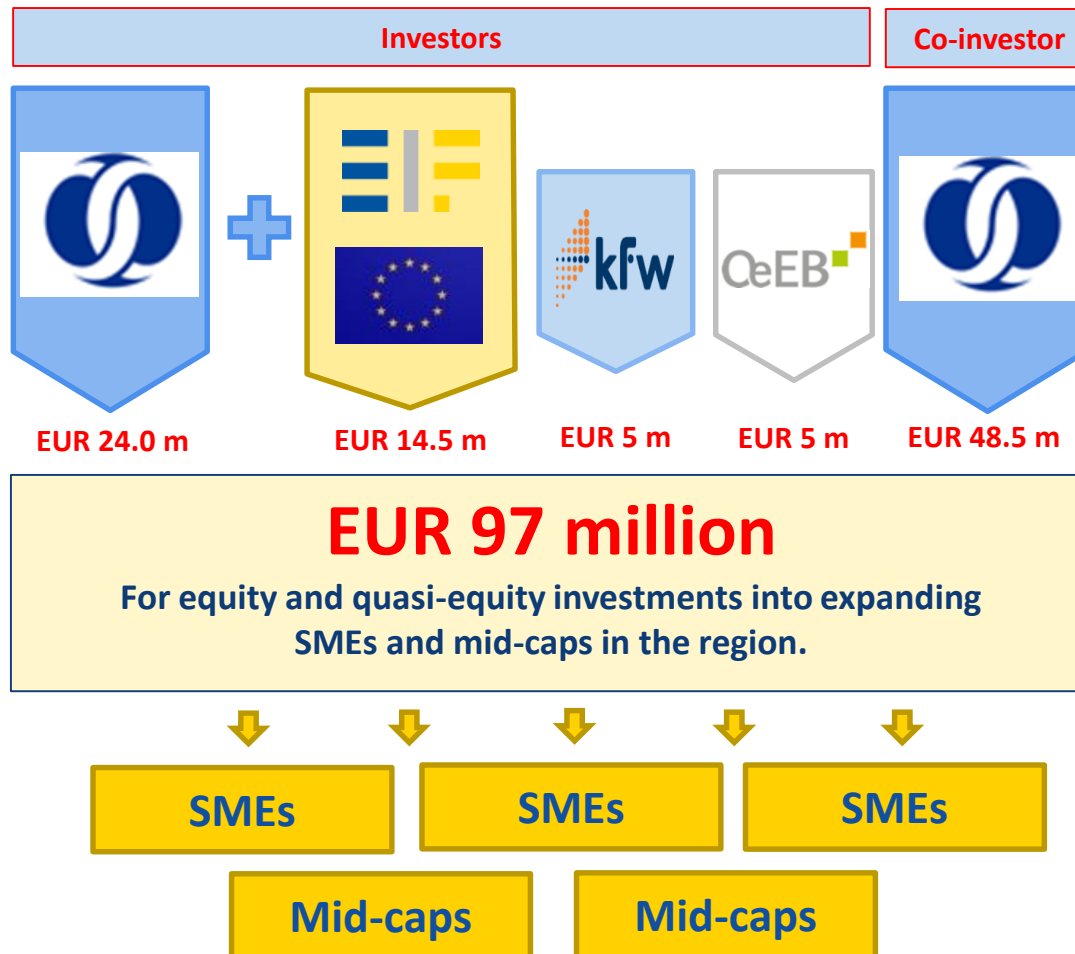 Investors
Co-investor
kfw
OeEB
EUR 24.0 m
EUR 14.5 m
EUR 5 m
EUR 5 m
EUR 48.5 m
EUR 97 million
For equity and quasi-equity investments into expanding
SMEs and mid-caps in the region.
SMEs
SMEs
SMEs
Mid-caps
Mid-caps